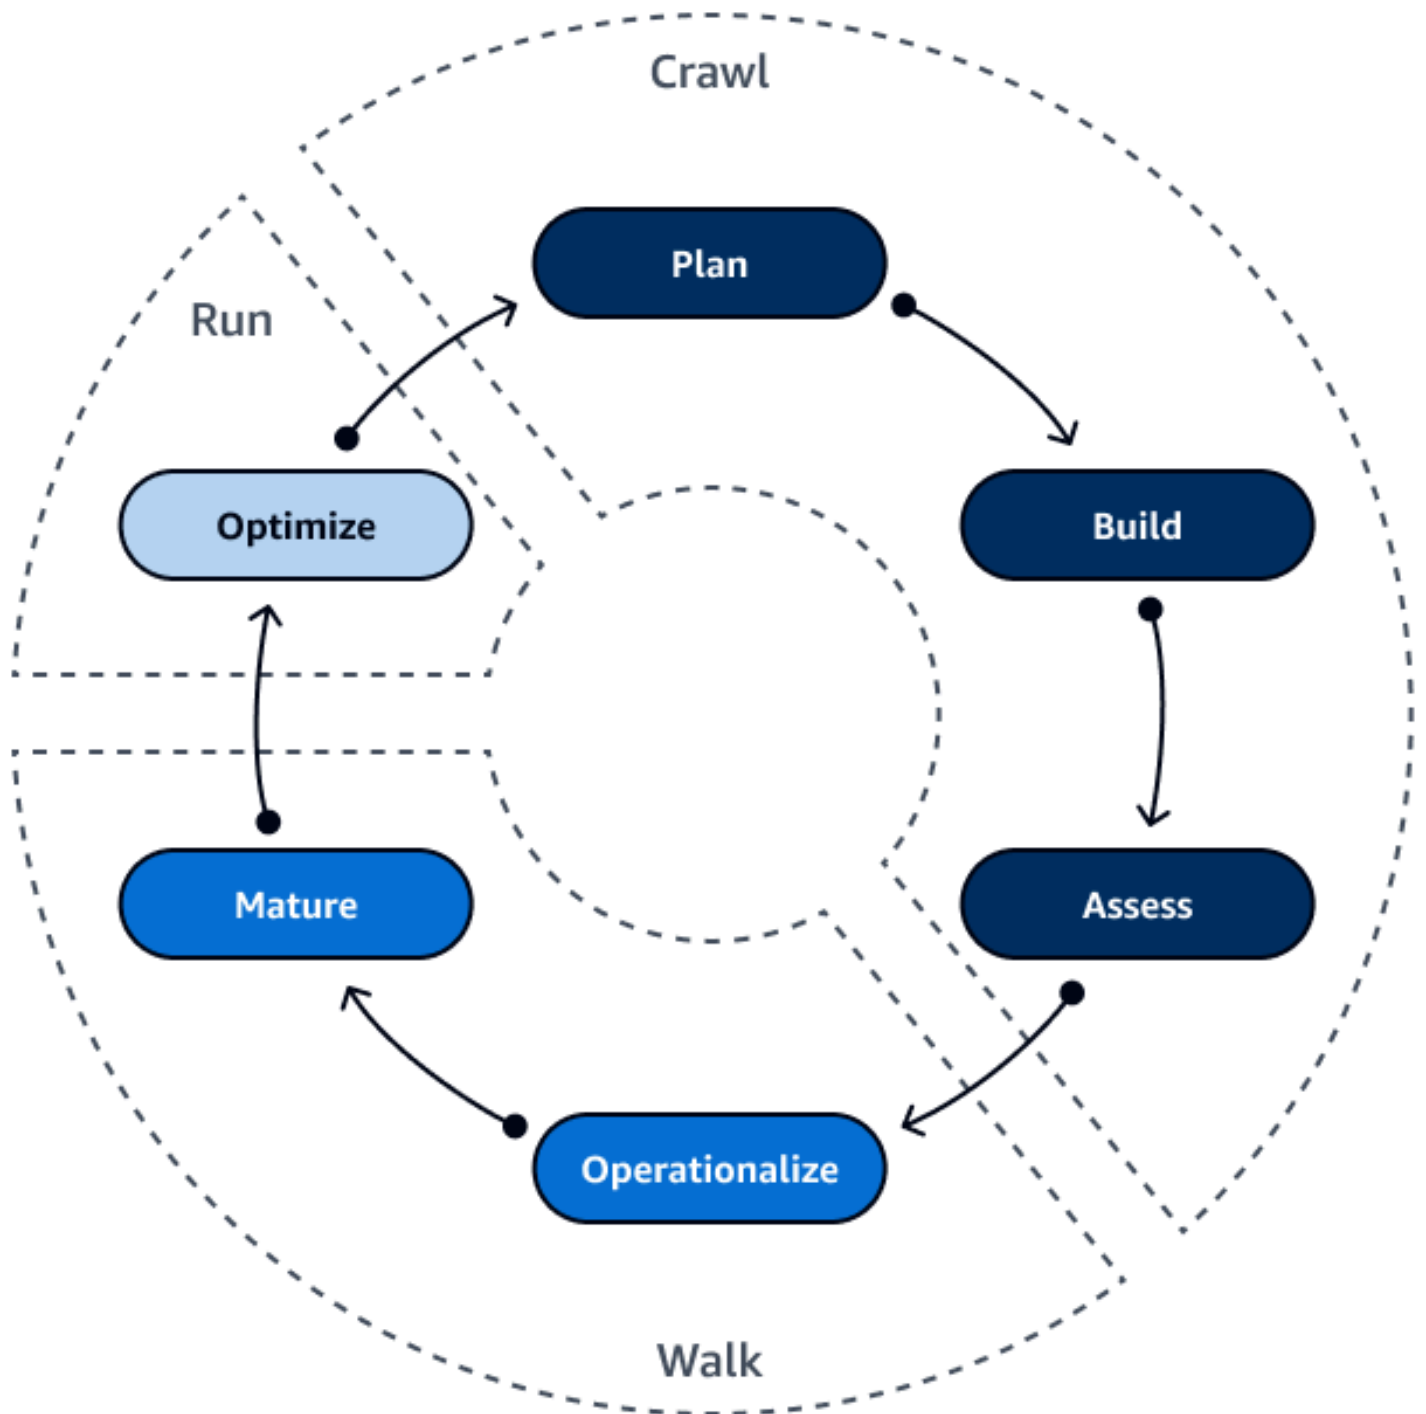 Crawl
Plan
Run
Optimize
Build
Mature
Assess
Operationalize
Walk